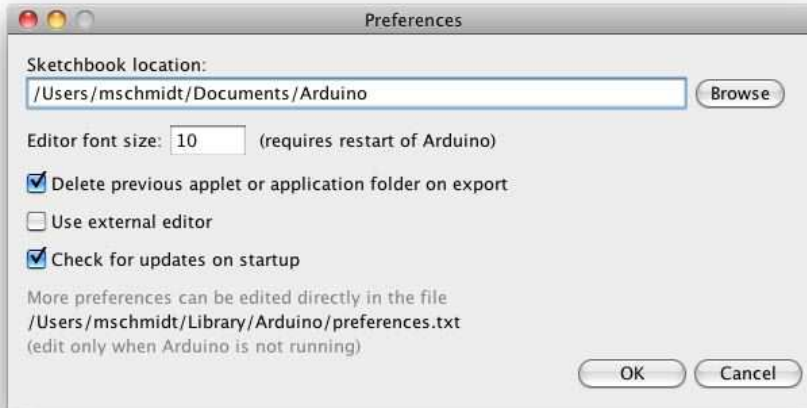 Preferences
Sketchbook location:
/Users/mschmidt/Documents/Arduino
Browse
Editor font size: 10 (requires restart of Arduino)
Delete previous applet or application folder on export
Use external editor
Check for updates on startup
More preferences can be edited directly in the file
/Users/mschmidt/Library/Arduino/preferences.txt
(edit only when Arduino is not running)
OK Cancel